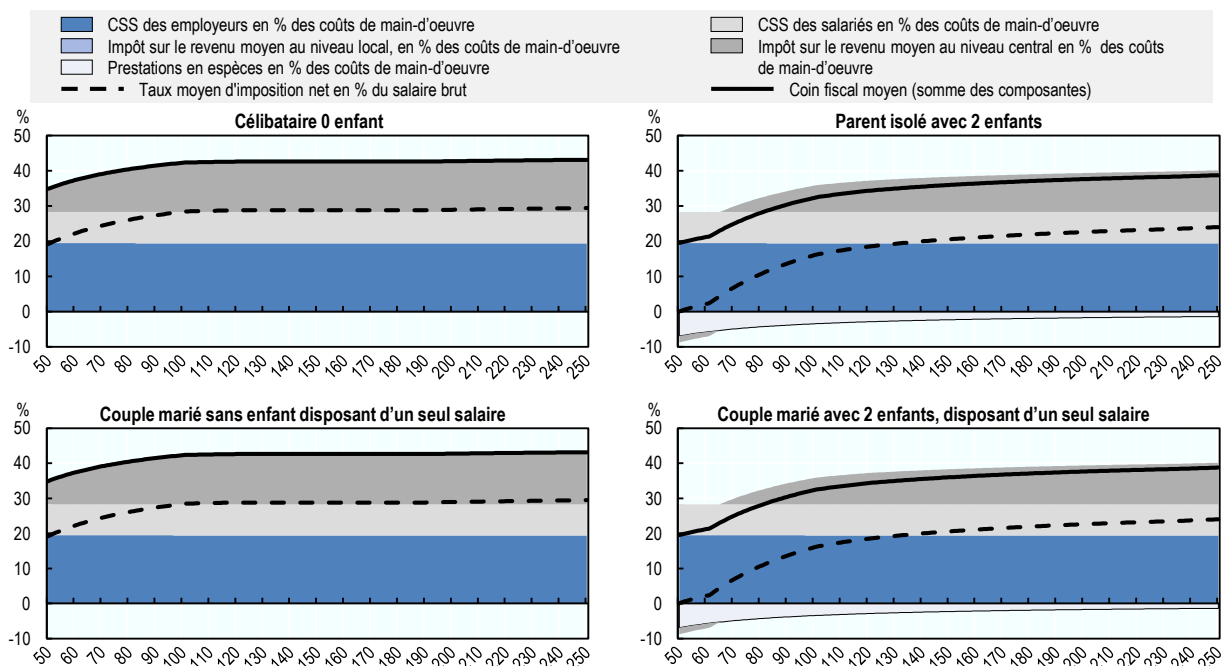 CSS des employeurs en % des coûts de main-d'oeuvre
CSS des salariés en % des coûts de main-d'oeuvre
Impôt sur le revenu moyen au niveau local, en % des coûts de main-d'oeuvre
Impôt sur le revenu moyen au niveau central en % des coûts
de main-d'oeuvre
Prestations en espèces en % des coûts de main-d'oeuvre
Taux moyen d'imposition net en % du salaire brut
Coin fiscal moyen (somme des composantes)
%
Célibataire 0 enfant
50
40
30
20
10
0
-10
50 60 70 80 90 100 110 120 130 140 150 160 170 180 190 200 210 220 230 240 250
%
Parent isolé avec 2 enfants
50
40
30
20
10
0
-10
50 60 70 80 90 100 110 120 130 140 150 160 170 180 190 200 210 220 230 240 250
%
Couple marié sans enfant disposant d'un seul salaire
50
40
30
20
10
0
-10
50 60 70 80 90 100 110 120 130 140 150 160 170 180 190 200 210 220 230 240 250
%
Couple marié avec 2 enfants, disposant d'un seul salaire
50
40
30
20
10
0
-10
50 60 70 80 90 100 110 120 130 140 150 160 170 180 190 200 210 220 230 240 250